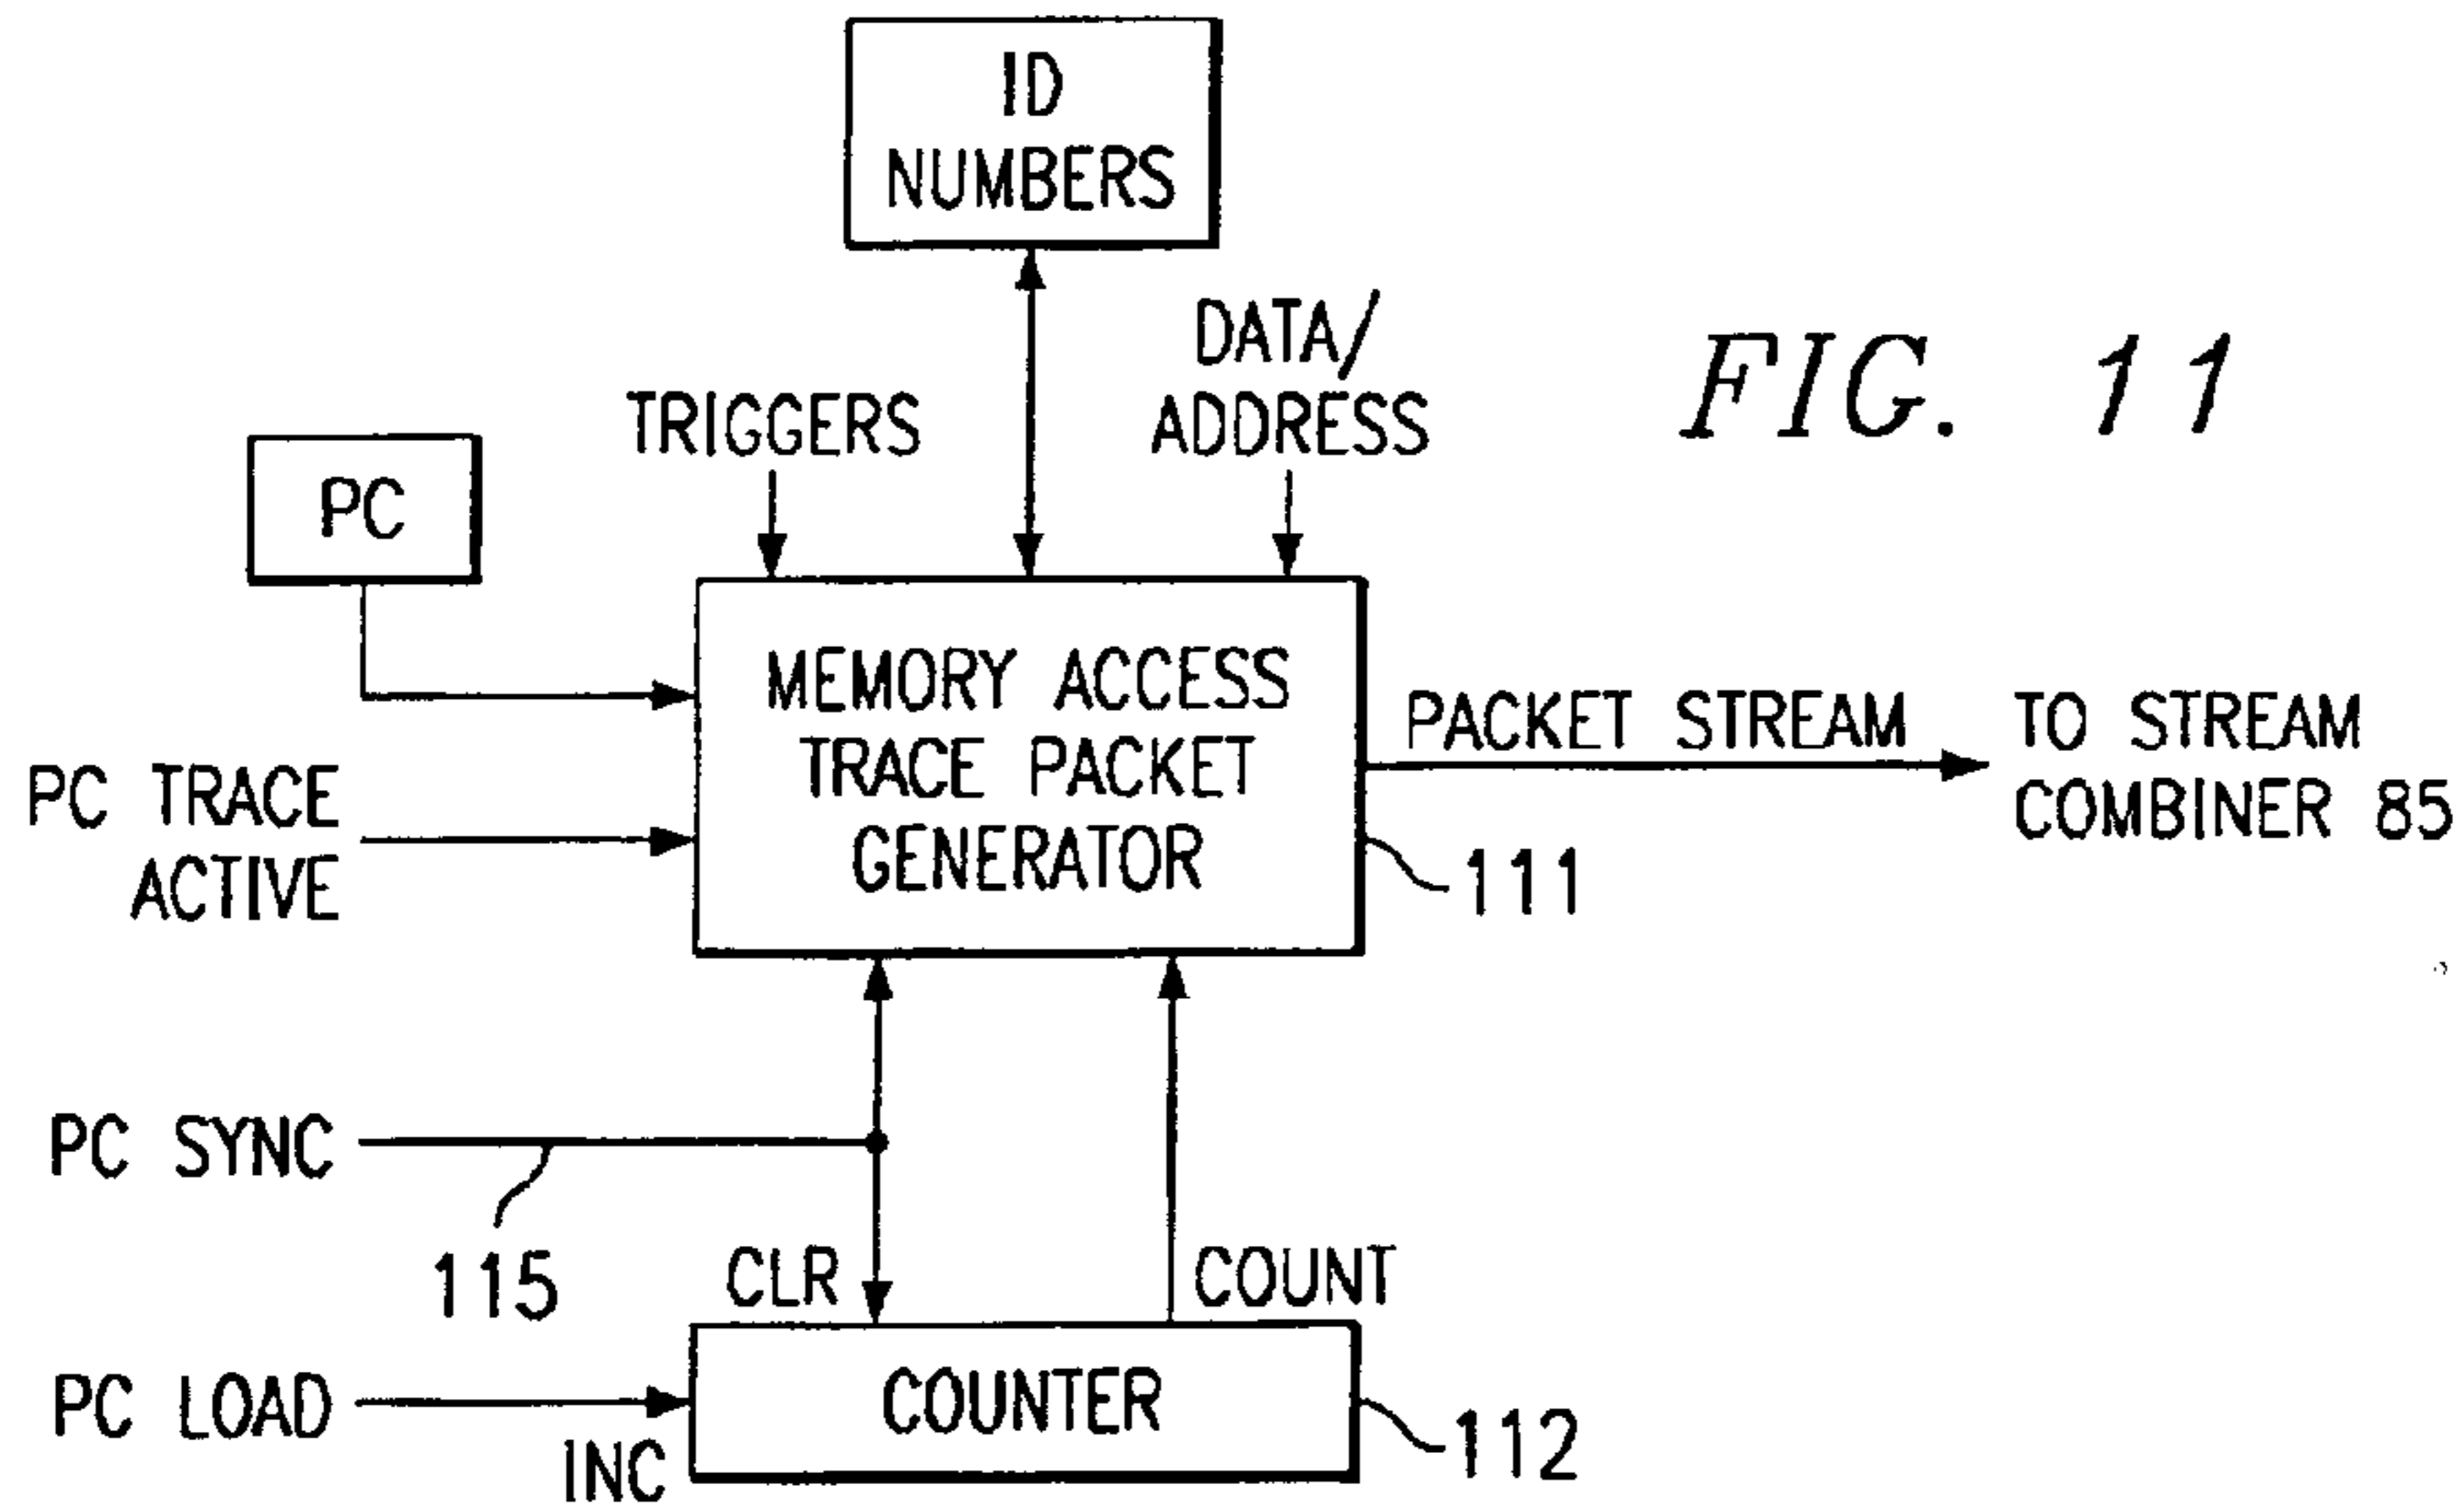 ID
NUMBERS
DATA/
ADDRESS
TRIGGERS
FIG. 11
PC
MEMORY ACCESS
TRACE PACKET
GENERATOR
PACKET STREAM
TO STREAM
COMBINER 85
PC TRACE
ACTIVE
111
PC SYNC
115
CLR
COUNT
PC LOAD
INC
COUNTER
112